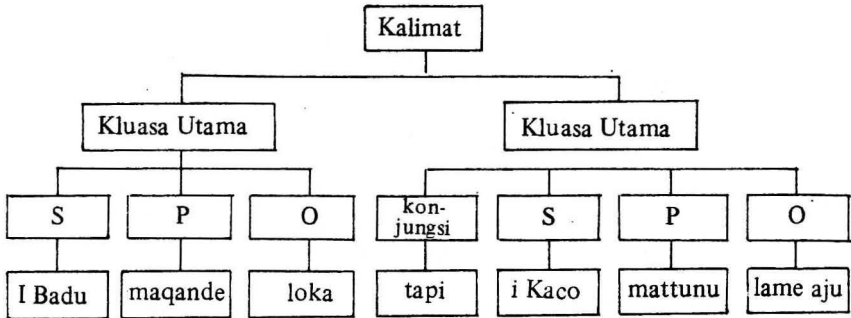 Kalimat
Kluasa Utama
Kluasa Utama
S
P
O
kon-
jungsi
S
P
O
I Badu
maqande
loka
tapi
i Kaco
mattunu
lame aju